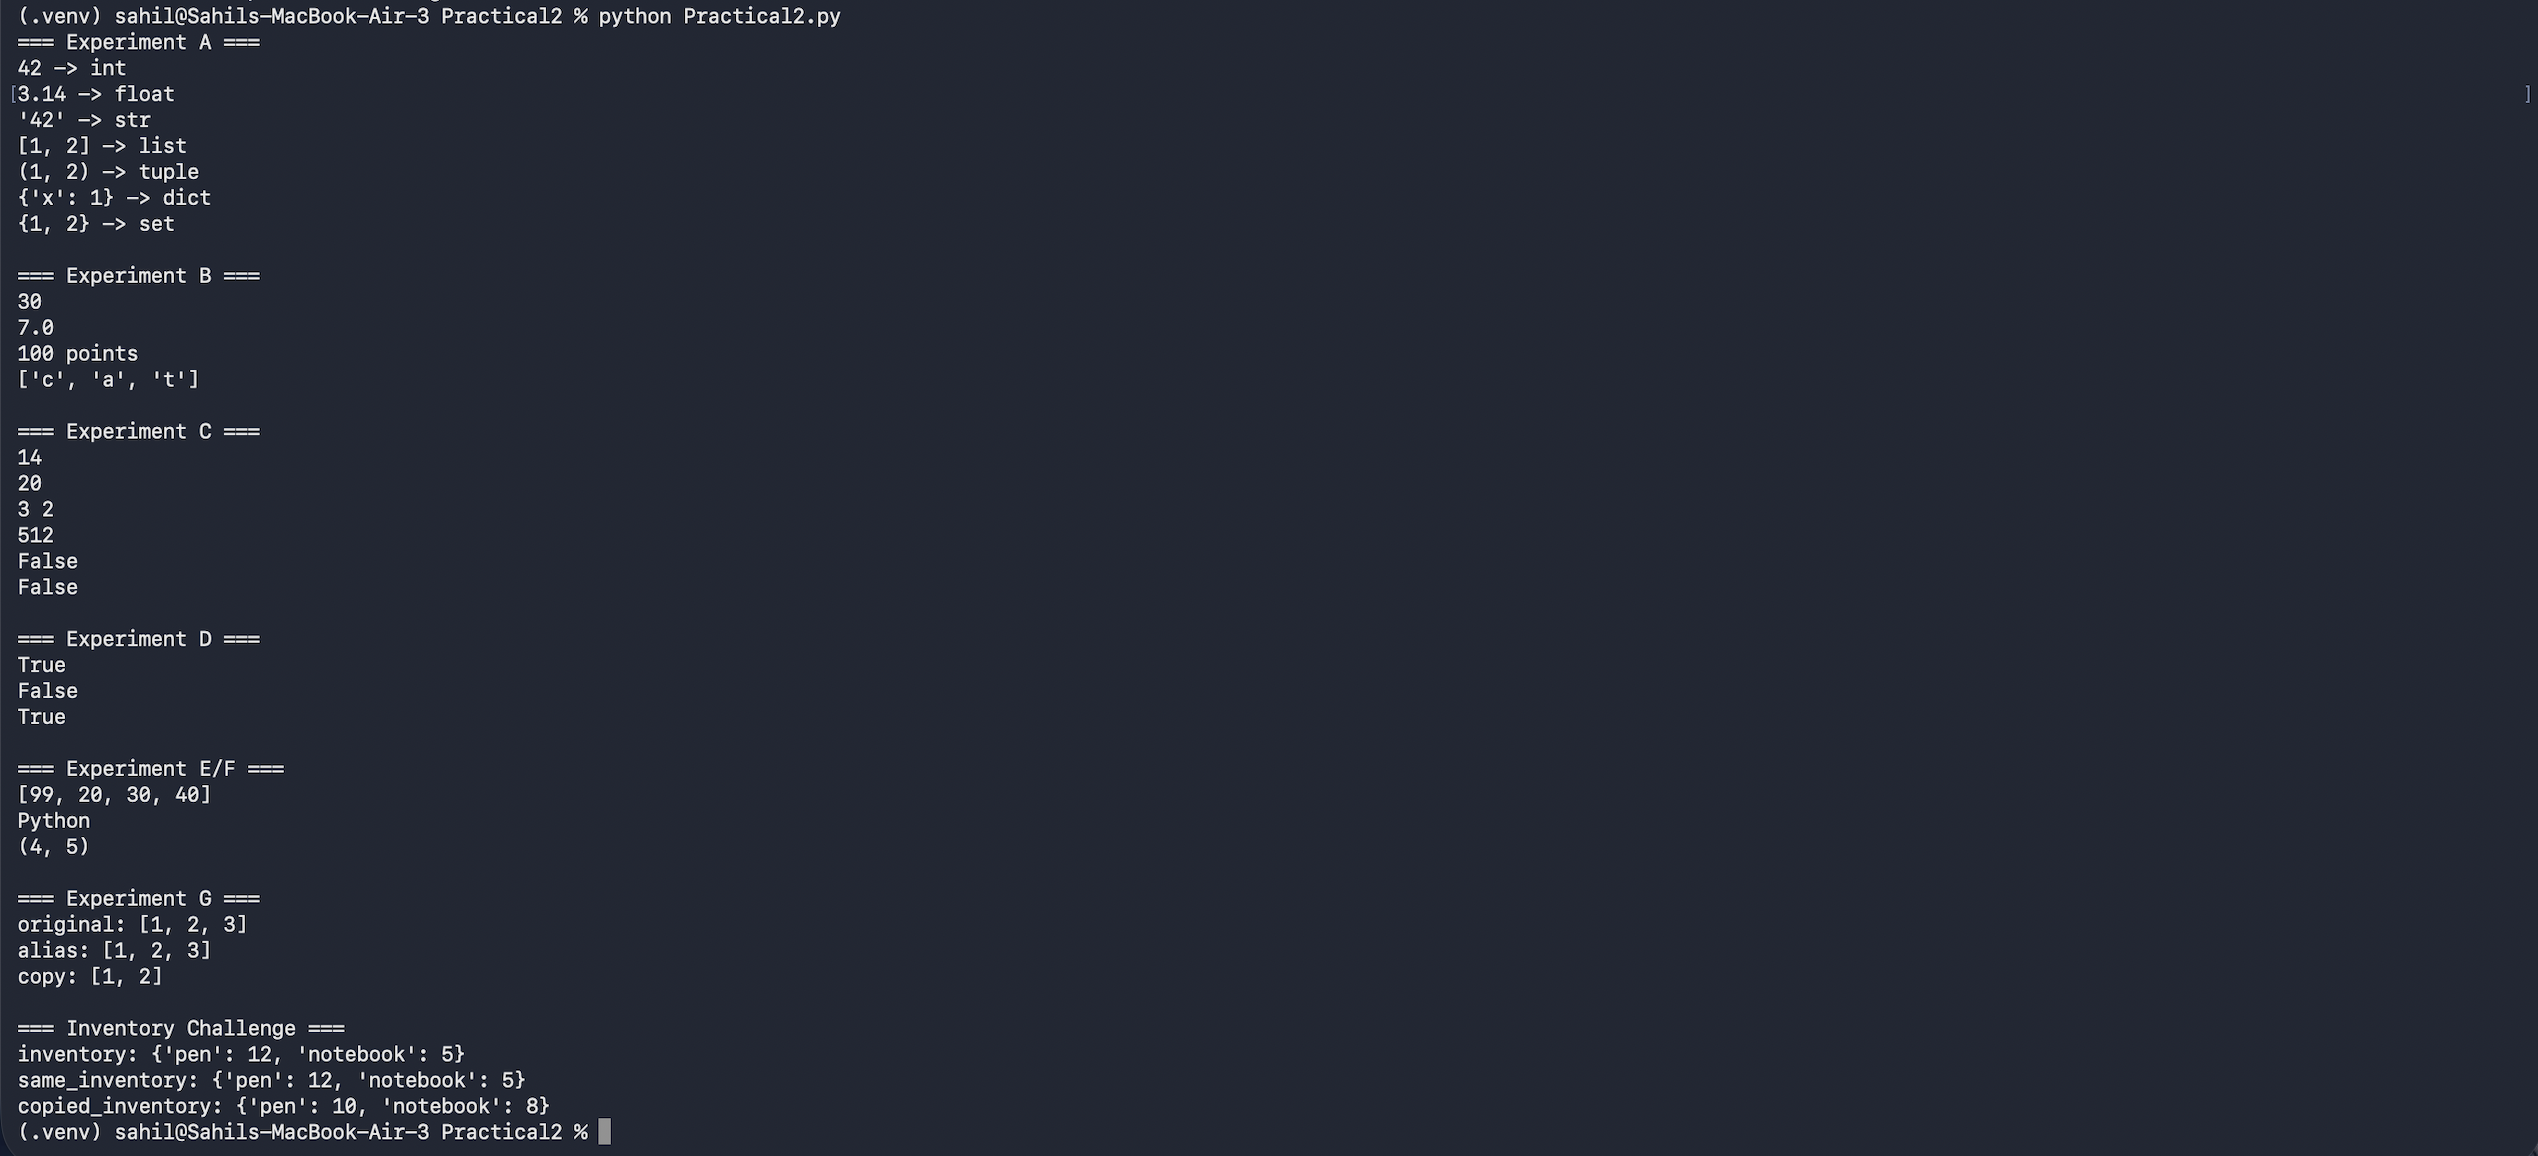 (.venv) sahil@Sahils-MacBook-Air-3 Practical2 % python Practical2.py
=== Experiment A ===
42 -> int
[3.14 -> float ]
'42' -> str
[1, 2] -> list
(1, 2) -> tuple
{'x': 1} -> dict
{1, 2} -> set
=== Experiment B ===
30
7.0
100 points
['c', 'a', 't']
=== Experiment C ===
14
20
3 2
512
False
False
=== Experiment D ===
True
False
True
=== Experiment E/F ===
[99, 20, 30, 40]
Python
(4, 5)
=== Experiment G ===
original: [1, 2, 3]
alias: [1, 2, 3]
copy: [1, 2]
=== Inventory Challenge ===
inventory: {'pen': 12, 'notebook': 5}
same_inventory: {'pen': 12, 'notebook': 5}
copied_inventory: {'pen': 10, 'notebook': 8}
(.venv) sahil@Sahils-MacBook-Air-3 Practical2 %